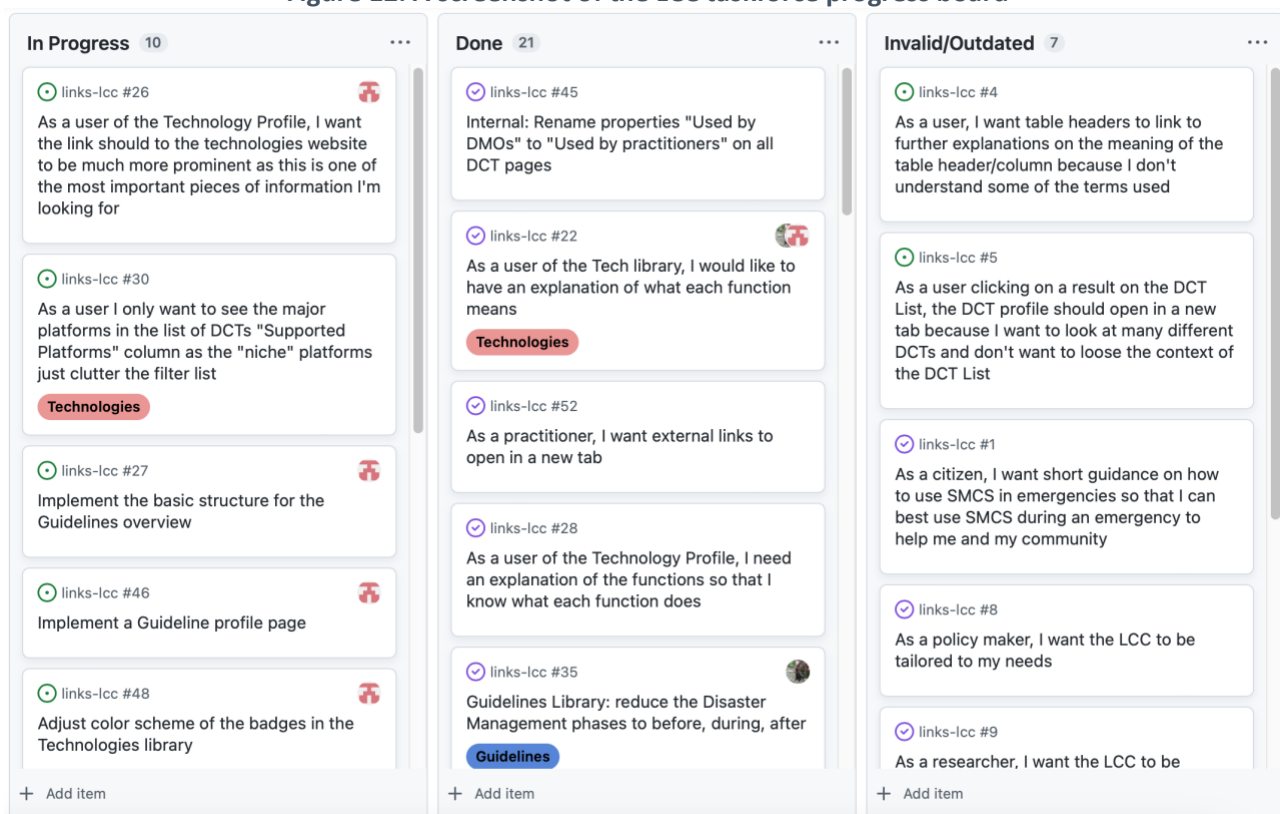 Figure 12: A screenshot of the LCC taskforce progress board
In Progress 10
links-lcc #26
As a user of the Technology Profile, I want
the link should to the technologies website
to be much more prominent as this is one of
the most important pieces of information I'm
looking for
links-lcc #30
As a user I only want to see the major
platforms in the list of DCTs "Supported
Platforms" column as the "niche" platforms
just clutter the filter list
Technologies
links-lcc #27
Implement the basic structure for the
Guidelines overview
links-lcc #46
Implement a Guideline profile page
links-lcc #48
Adjust color scheme of the badges in the
Technologies library
+ Add item
Done 21
links-lcc #45
Internal: Rename properties "Used by
DMOs" to "Used by practitioners" on all
DCT pages
links-lcc #22
As a user of the Tech library, I would like to
have an explanation of what each function
means
Technologies
links-lcc #52
As a practitioner, I want external links to
open in a new tab
links-lcc #28
As a user of the Technology Profile, I need
an explanation of the functions so that I
know what each function does
links-lcc #35
Guidelines Library: reduce the Disaster
Management phases to before, during, after
Guidelines
+ Add item
Invalid/Outdated 7
links-lcc #4
As a user, I want table headers to link to
further explanations on the meaning of the
table header/column because I don't
understand some of the terms used
links-lcc #5
As a user clicking on a result on the DCT
List, the DCT profile should open in a new
tab because I want to look at many different
DCTs and don't want to loose the context of
the DCT List
links-lcc #1
As a citizen, I want short guidance on how
to use SMCS in emergencies so that I can
best use SMCS during an emergency to
help me and my community
links-lcc #8
As a policy maker, I want the LCC to be
tailored to my needs
links-lcc #9
As a researcher, I want the LCC to be
+ Add item